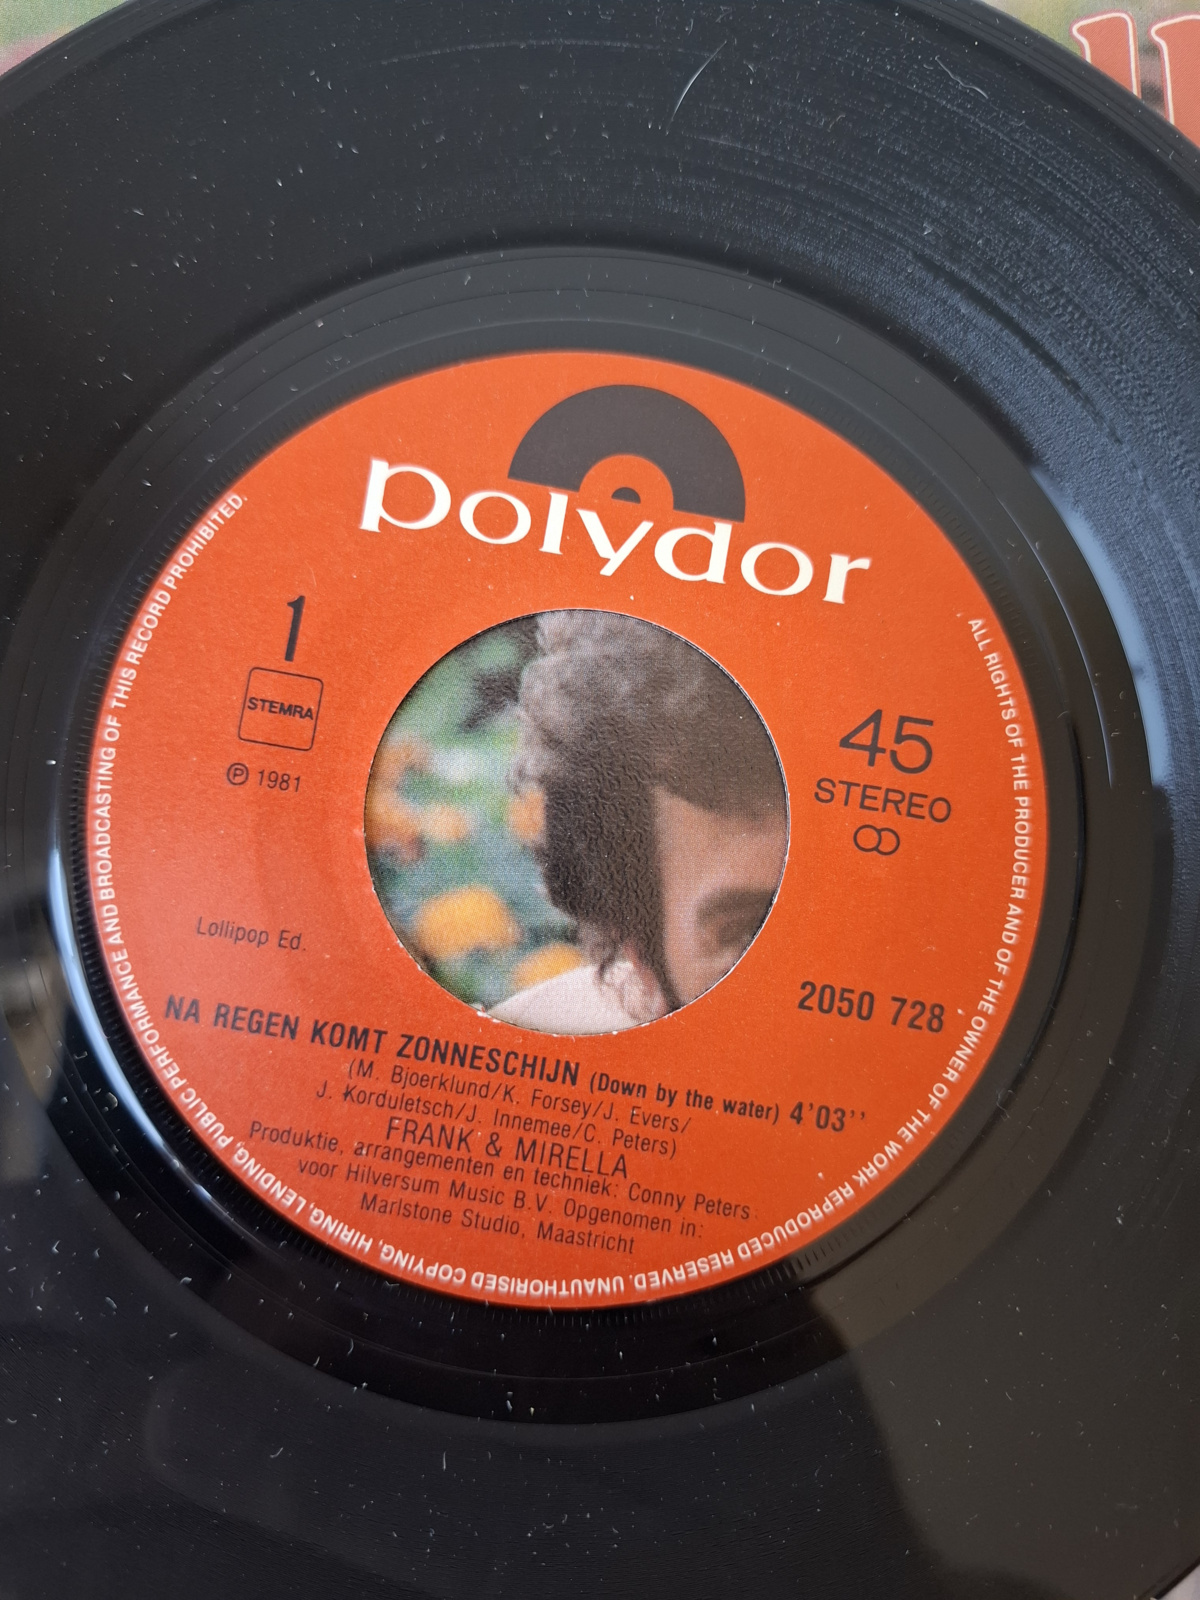 polydor
1
STEMRA
℗ 1981
45
STEREO
Lollipop Ed.
2050 728
NA REGEN KOMT ZONNESCHIJN (Down by the water) 4'03''
(M. Bjoerklund/K. Forsey/J. Evers/
J. Korduletsch/J. Innemee/C. Peters)
FRANK & MIRELLA
Produktie, arrangementen en techniek: Conny Peters
voor Hilversum Music B.V. Opgenomen in:
Marlstone Studio, Maastricht
ALL RIGHTS OF THE PRODUCER AND OF THE OWNER OF THE WORK REPRODUCED RESERVED. UNAUTHORISED COPYING, HIRING, LENDING, PUBLIC PERFORMANCE AND BROADCASTING OF THIS RECORD PROHIBITED.